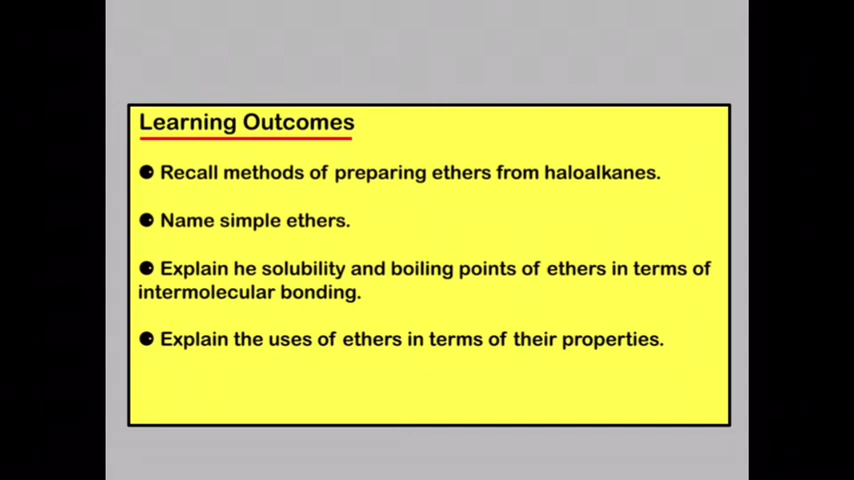 Learning Outcomes
● Recall methods of preparing ethers from haloalkanes.
● Name simple ethers.
● Explain he solubility and boiling points of ethers in terms of
intermolecular bonding.
● Explain the uses of ethers in terms of their properties.